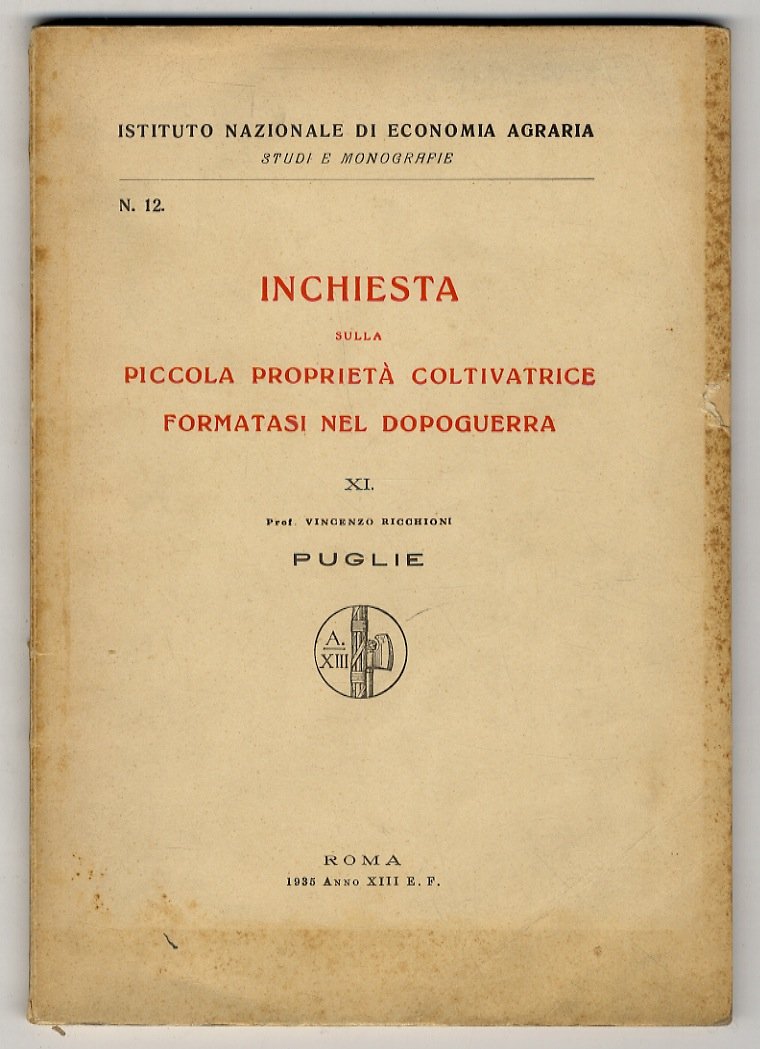 ISTITUTO NAZIONALE DI ECONOMIA AGRARIA
STUDI E MONOGRAFIE
N. 12.
INCHIESTA
SULLA
PICCOLA PROPRIETÀ COLTIVATRICE
FORMATASI NEL DOPOGUERRA
XI.
Prof. VINCENZO RICCHIONI
PUGLIE
A.
XIII
ROMA
1935 ANNO XIII E. F.